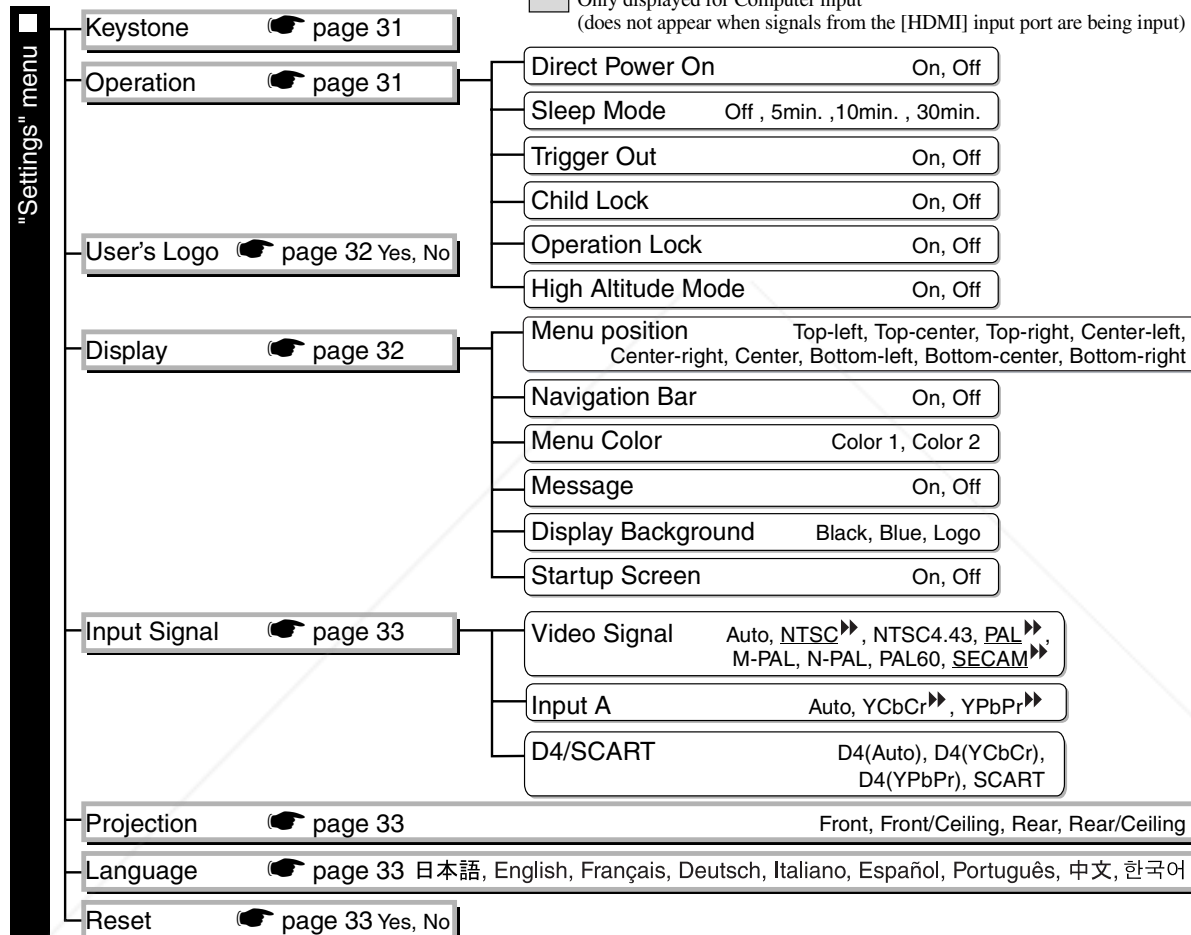 Only displayed for Computer input
(does not appear when signals from the [HDMI] input port are being input)
"Settings" menu
Keystone page 31
Operation page 31
Direct Power On On, Off
Sleep Mode Off , 5min. ,10min. , 30min.
Trigger Out On, Off
Child Lock On, Off
Operation Lock On, Off
High Altitude Mode On, Off
User's Logo page 32 Yes, No
Display page 32
Menu position Top-left, Top-center, Top-right, Center-left,
Center-right, Center, Bottom-left, Bottom-center, Bottom-right
Navigation Bar On, Off
Menu Color Color 1, Color 2
Message On, Off
Display Background Black, Blue, Logo
Startup Screen On, Off
Input Signal page 33
Video Signal Auto, NTSC, NTSC4.43, PAL,
M-PAL, N-PAL, PAL60, SECAM
Input A Auto, YCbCr, YPbPr
D4/SCART D4(Auto), D4(YCbCr),
D4(YPbPr), SCART
Projection page 33 Front, Front/Ceiling, Rear, Rear/Ceiling
Language page 33 日本語, English, Français, Deutsch, Italiano, Español, Português, 中文, 한국어
Reset page 33 Yes, No